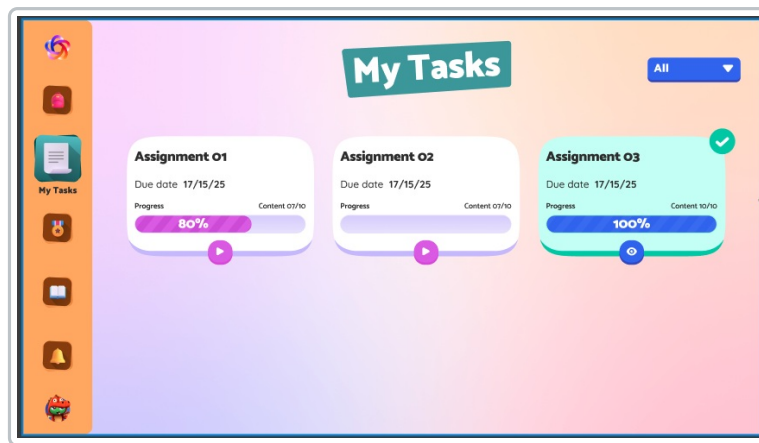 My Tasks
All
My Tasks
Assignment 01
Due date 17/15/25
Progress Content 07/10
80%
Assignment 02
Due date 17/15/25
Progress Content 07/10
Assignment 03
Due date 17/15/25
Progress Content 10/10
100%